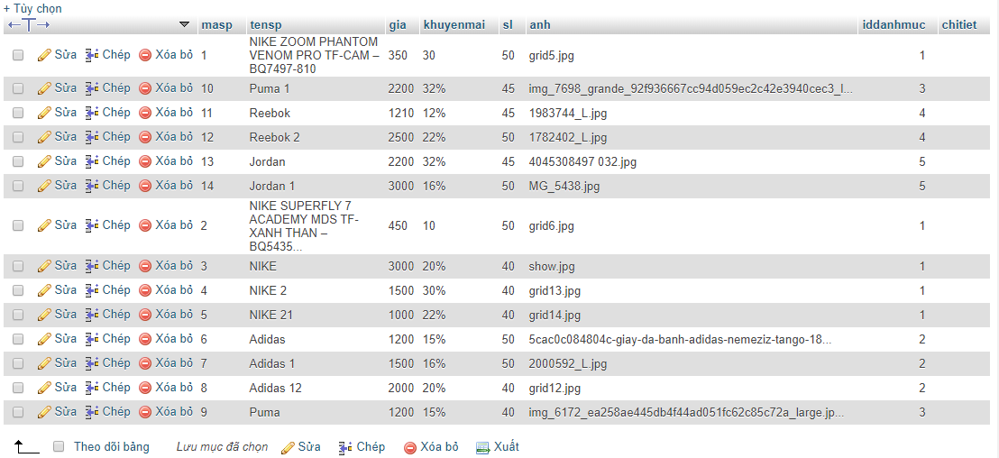 + Tùy chọn
masp tensp gia khuyenmai sl anh iddanhmuc chitiet
Sửa Chép Xóa bỏ 1 NIKE ZOOM PHANTOM VENOM PRO TF-CAM – BQ7497-810 350 30 50 grid5.jpg 1
Sửa Chép Xóa bỏ 10 Puma 1 2200 32% 45 img_7698_grande_92f936667cc94d059ec2c42e3940cec3_l... 3
Sửa Chép Xóa bỏ 11 Reebok 1210 12% 45 1983744_L.jpg 4
Sửa Chép Xóa bỏ 12 Reebok 2 2500 22% 50 1782402_L.jpg 4
Sửa Chép Xóa bỏ 13 Jordan 2200 32% 45 4045308497 032.jpg 5
Sửa Chép Xóa bỏ 14 Jordan 1 3000 16% 50 MG_5438.jpg 5
Sửa Chép Xóa bỏ 2 NIKE SUPERFLY 7 ACADEMY MDS TF- XANH THAN – BQ5435... 450 10 50 grid6.jpg 1
Sửa Chép Xóa bỏ 3 NIKE 3000 20% 40 show.jpg 1
Sửa Chép Xóa bỏ 4 NIKE 2 1500 30% 40 grid13.jpg 1
Sửa Chép Xóa bỏ 5 NIKE 21 1000 22% 40 grid14.jpg 1
Sửa Chép Xóa bỏ 6 Adidas 1200 15% 50 5cac0c084804c-giay-da-banh-adidas-nemeziz-tango-18... 2
Sửa Chép Xóa bỏ 7 Adidas 1 1500 16% 50 2000592_L.jpg 2
Sửa Chép Xóa bỏ 8 Adidas 12 2000 20% 40 grid12.jpg 2
Sửa Chép Xóa bỏ 9 Puma 1200 15% 40 img_6172_ea258ae445db4f44ad051fc62c85c72a_large.jp... 3
Theo dõi bảng Lưu mục đã chọn Sửa Chép Xóa bỏ Xuất